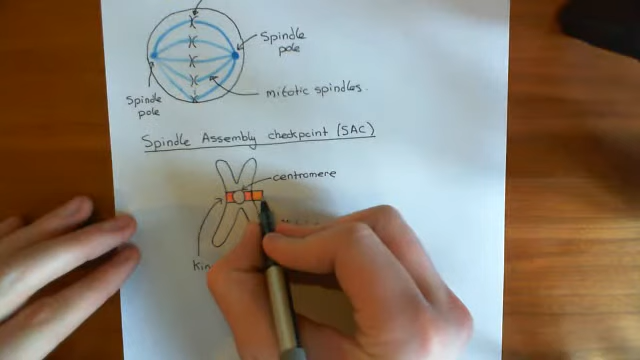 Spindle
pole
mitotic spindles.
Spindle
pole
Spindle Assembly checkpoint (SAC)
centromere